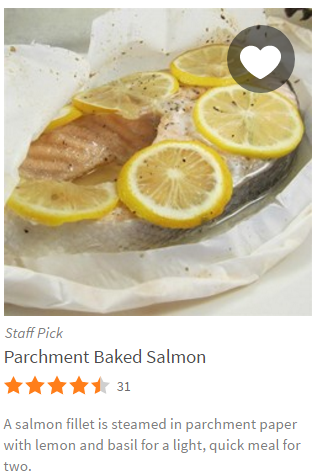 Staff Pick
Parchment Baked Salmon
31
A salmon fillet is steamed in parchment paper
with lemon and basil for a light, quick meal for
two.